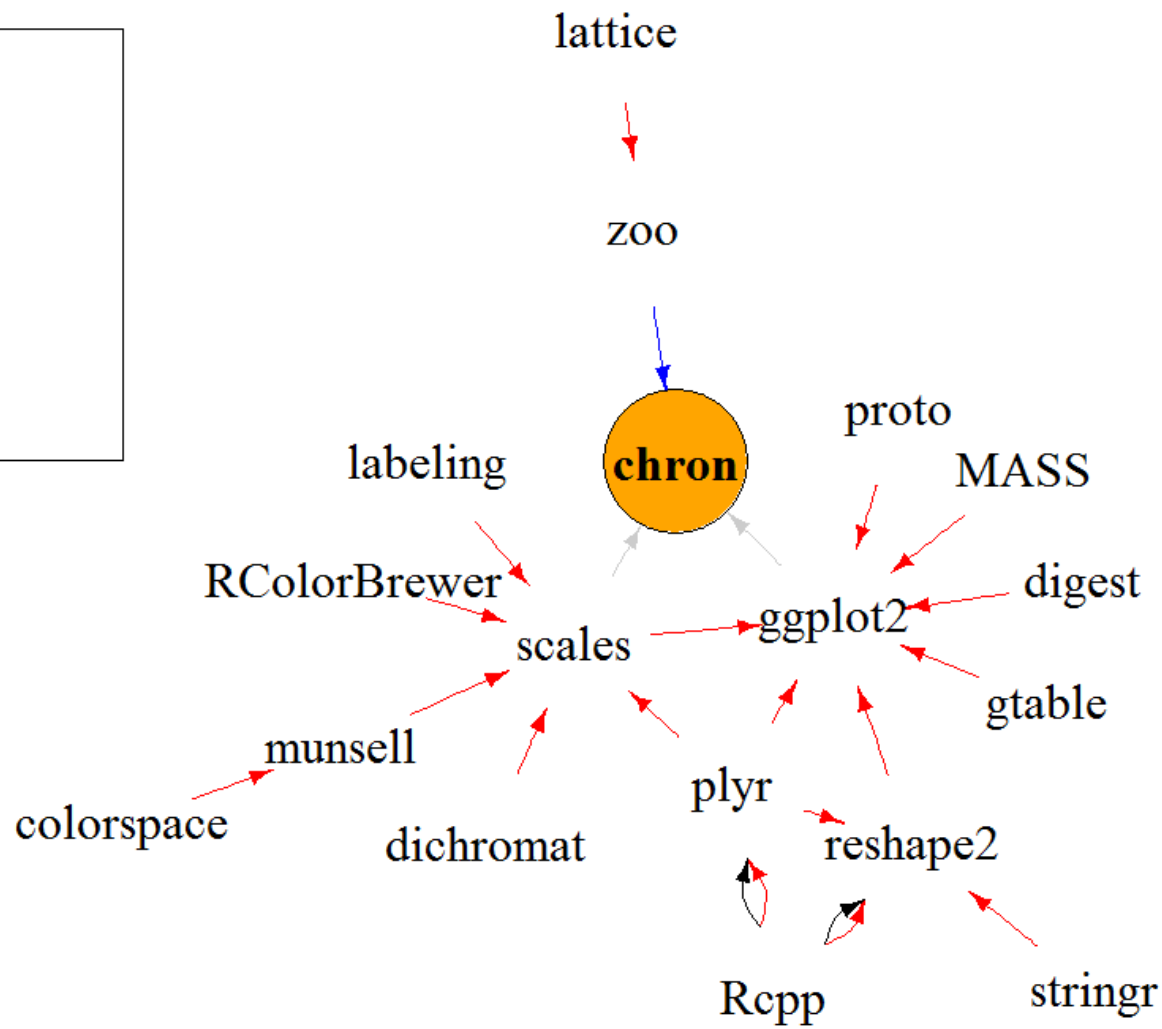 lattice
zoo
proto
chron
labeling
MASS
RColorBrewer
digest
ggplot2
scales
gtable
munsell
plyr
colorspace
dichromat
reshape2
Rcpp
stringr